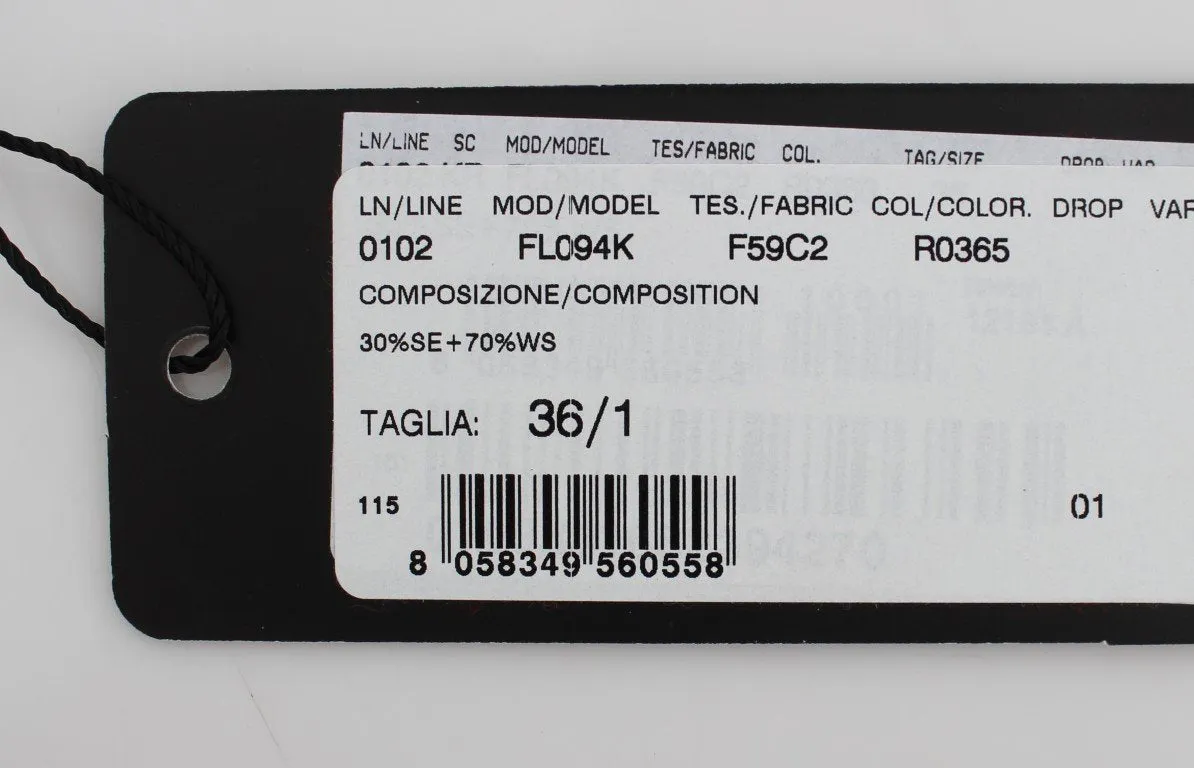 LN/LINE SC MOD/MODEL TES/FABRIC COL. TAG/SIZE DROP VAR
LN/LINE MOD/MODEL TES./FABRIC COL/COLOR. DROP VAR
0102 FL094K F59C2 R0365
COMPOSIZIONE/COMPOSITION
30%SE+70%WS
TAGLIA: 36/1
115 01
8 058349 560558